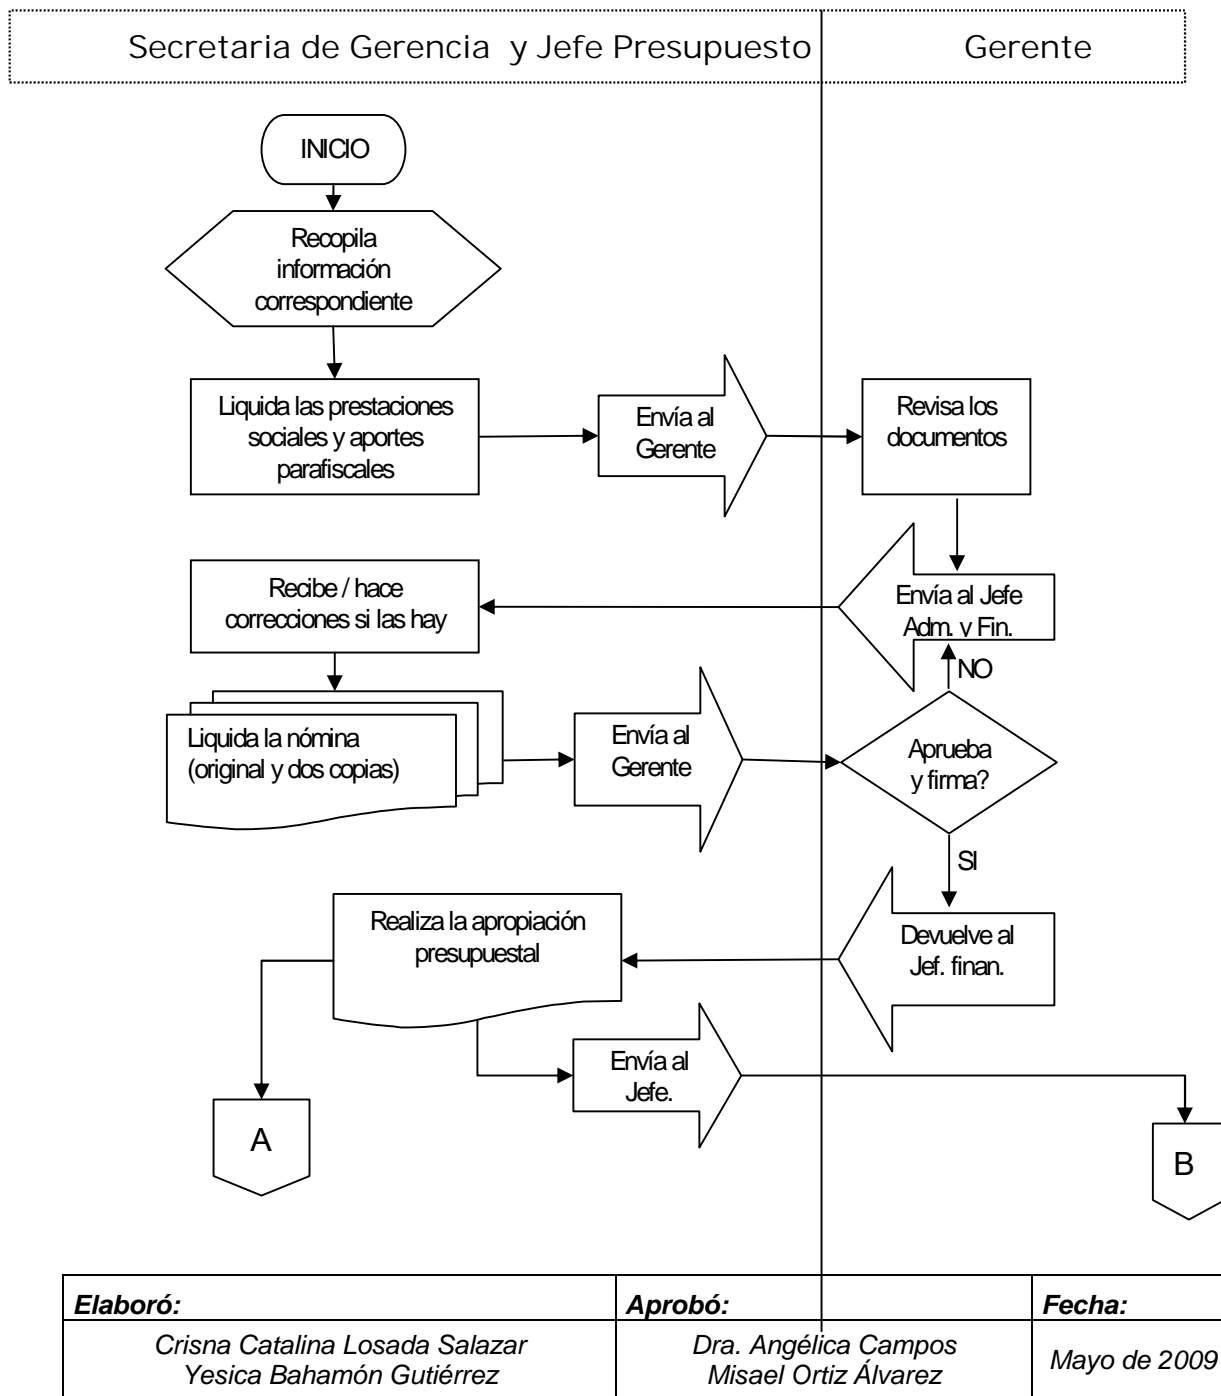 Secretaria de Gerencia y Jefe Presupuesto
Gerente
INICIO
Recopila
información
correspondiente
Liquida las prestaciones
sociales y aportes
parafiscales
Envía al
Gerente
Revisa los
documentos
Recibe / hace
correcciones si las hay
Envía al Jefe
Adm. y Fin.
NO
Liquida la nómina
(original y dos copias)
Envía al
Gerente
Aprueba
y firma?
SI
Realiza la apropiación
presupuestal
Devuelve al
Jef. finan.
Envía al
Jefe.
A
B
Elaboró:
Aprobó:
Fecha:
Crisna Catalina Losada Salazar
Yesica Bahamón Gutiérrez
Dra. Angélica Campos
Misael Ortiz Álvarez
Mayo de 2009